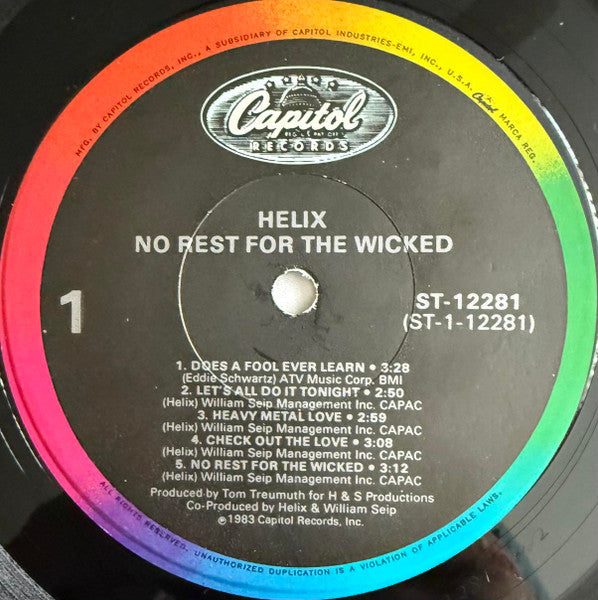 MFG. BY CAPITOL RECORDS, INC., A SUBSIDIARY OF CAPITOL INDUSTRIES-EMI, INC., U.S.A. Capitol MARCA REG.
Capitol
RECORDS
HELIX
NO REST FOR THE WICKED
1
ST-12281
(ST-1-12281)
1. DOES A FOOL EVER LEARN • 3:28
(Eddie Schwartz) ATV Music Corp. BMI
2. LET'S ALL DO IT TONIGHT • 2:50
(Helix) William Seip Management Inc. CAPAC
3. HEAVY METAL LOVE • 2:59
(Helix) William Seip Management Inc. CAPAC
4. CHECK OUT THE LOVE • 3:08
(Helix) William Seip Management Inc. CAPAC
5. NO REST FOR THE WICKED • 3:12
(Helix) William Seip Management Inc. CAPAC
Produced by Tom Treumuth for H & S Productions
Co-Produced by Helix & William Seip
℗1983 Capitol Records, Inc.
ALL RIGHTS RESERVED. UNAUTHORIZED DUPLICATION IS A VIOLATION OF APPLICABLE LAWS.